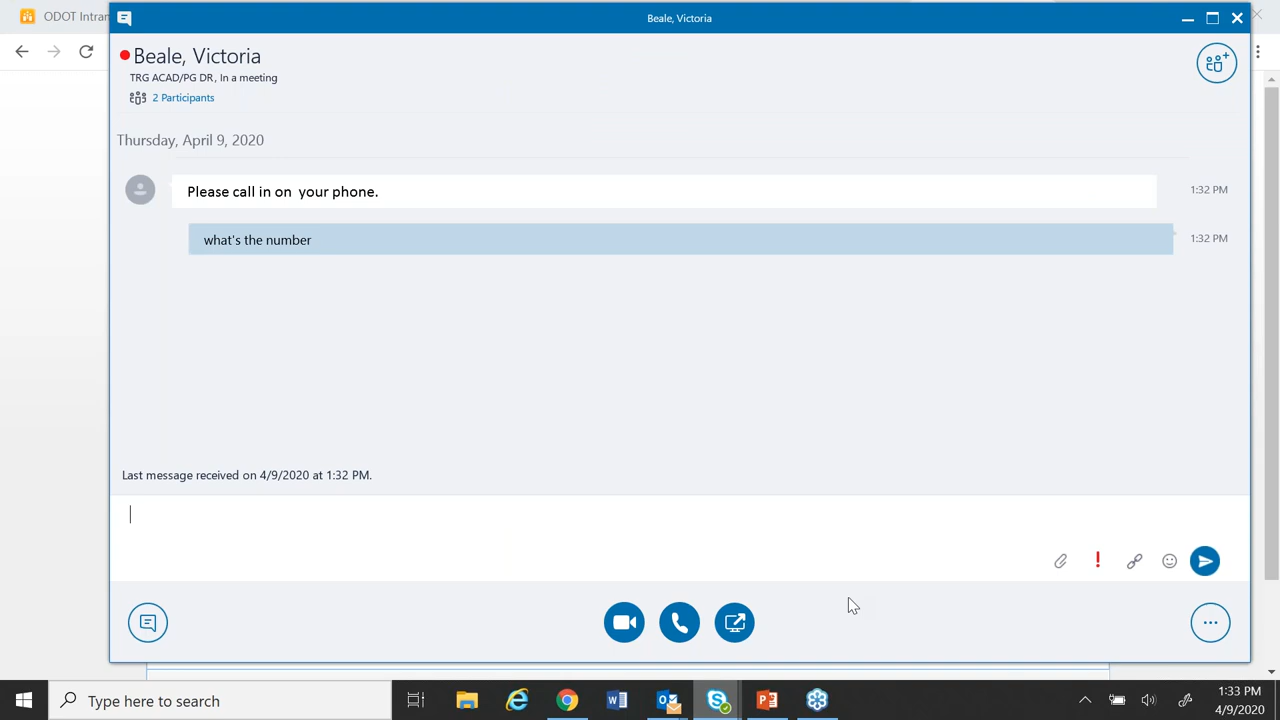 ODOT Intran
Beale, Victoria
Beale, Victoria
TRG ACAD/PG DR, In a meeting
2 Participants
Thursday, April 9, 2020
Please call in on  your phone.
1:32 PM
what's the number
1:32 PM
Last message received on 4/9/2020 at 1:32 PM.
Type here to search
1:33 PM
4/9/2020